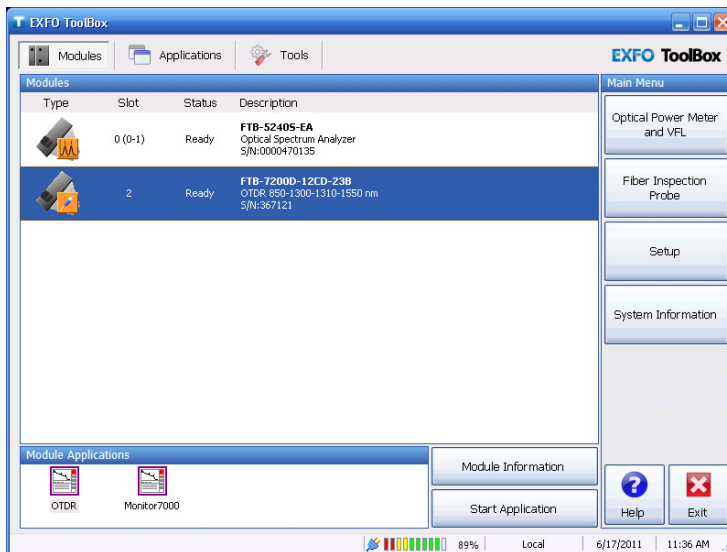 EXFO ToolBox
Modules
Applications
Tools
EXFO ToolBox
Modules
Type Slot Status Description
FTB-5240S-EA
0 (0-1) Ready Optical Spectrum Analyzer
S/N:0000470135
FTB-7200D-12CD-23B
2 Ready OTDR 850-1300-1310-1550 nm
S/N:367121
Main Menu
Optical Power Meter
and VFL
Fiber Inspection
Probe
Setup
System Information
Module Applications
OTDR
Monitor7000
Module Information
Start Application
Help
Exit
89%
Local
6/17/2011
11:36 AM